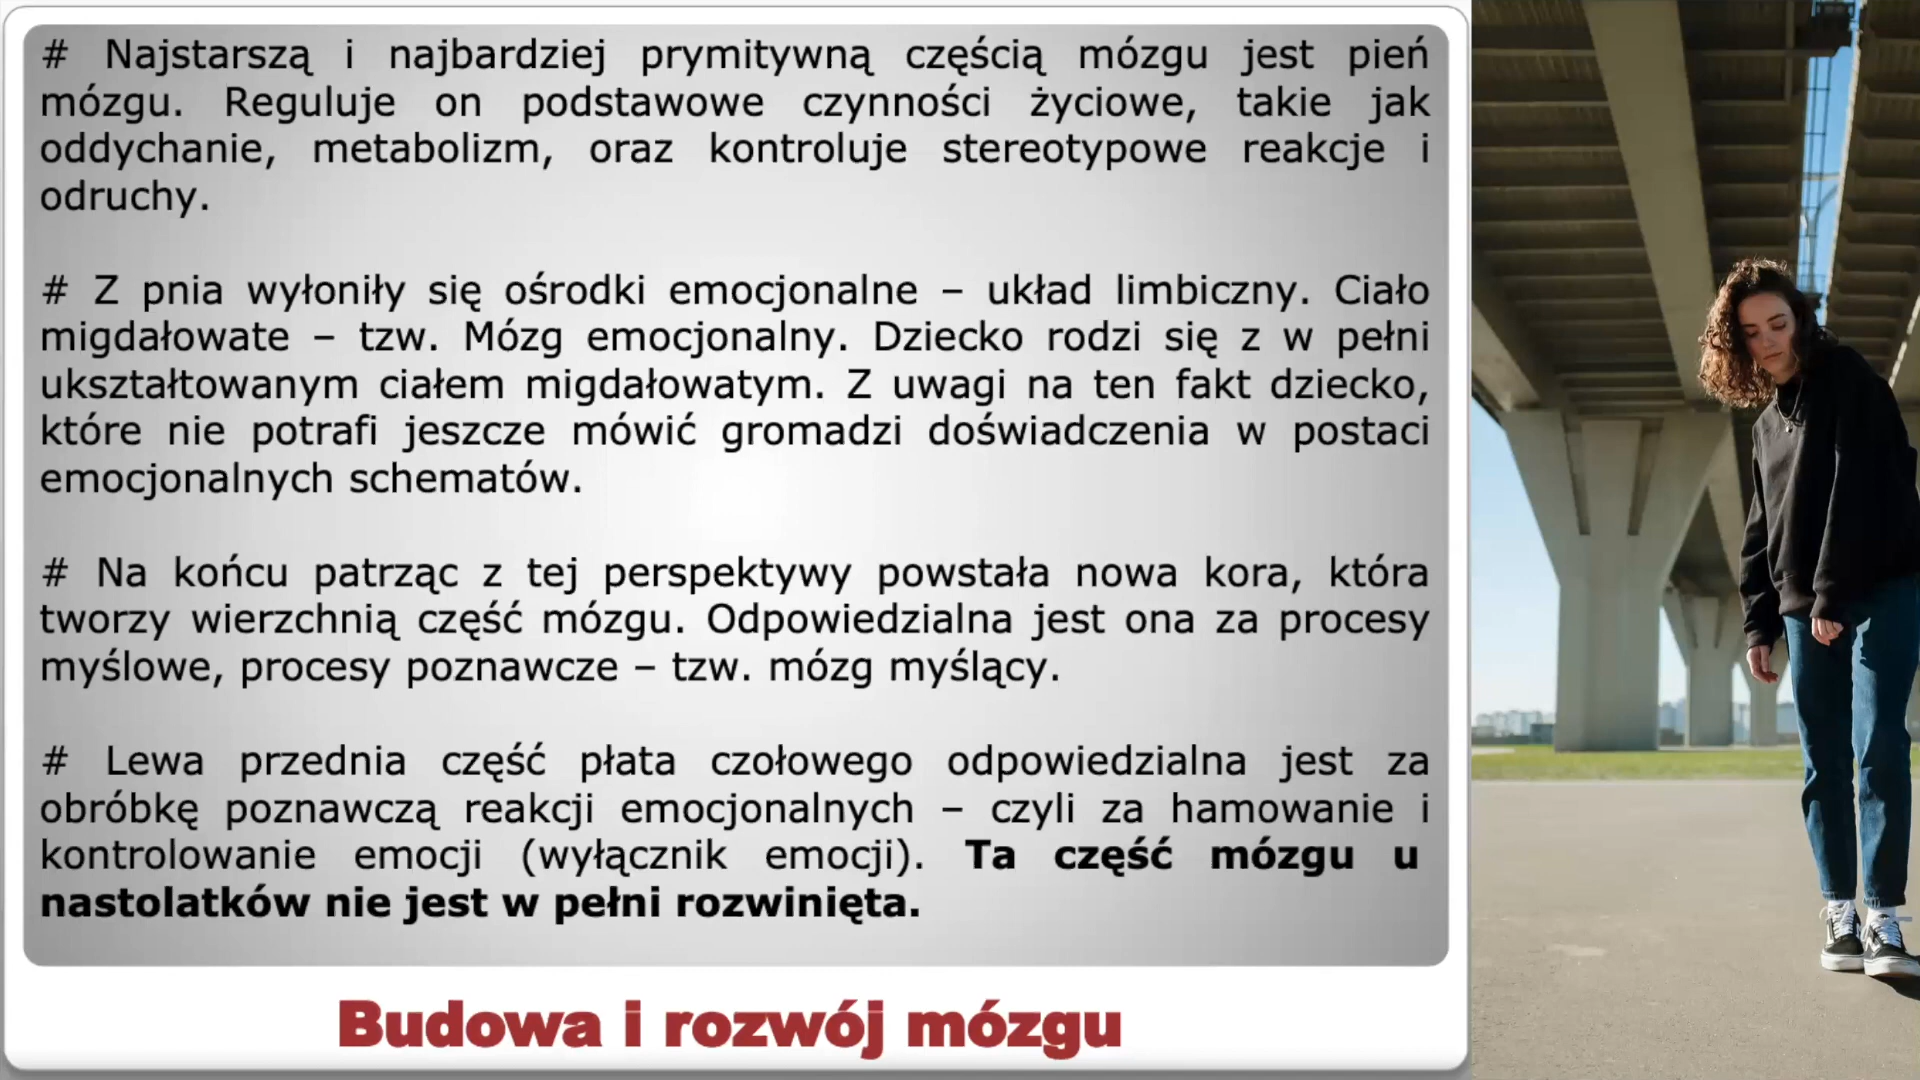 # Najstarszą i najbardziej prymitywną częścią mózgu jest pień
mózgu. Reguluje on podstawowe czynności życiowe, takie jak
oddychanie, metabolizm, oraz kontroluje stereotypowe reakcje i
odruchy.
# Z pnia wyłoniły się ośrodki emocjonalne – układ limbiczny. Ciało
migdałowate – tzw. Mózg emocjonalny. Dziecko rodzi się z w pełni
ukształtowanym ciałem migdałowatym. Z uwagi na ten fakt dziecko,
które nie potrafi jeszcze mówić gromadzi doświadczenia w postaci
emocjonalnych schematów.
# Na końcu patrząc z tej perspektywy powstała nowa kora, która
tworzy wierzchnią część mózgu. Odpowiedzialna jest ona za procesy
myślowe, procesy poznawcze – tzw. mózg myślący.
# Lewa przednia część płata czołowego odpowiedzialna jest za
obróbkę poznawczą reakcji emocjonalnych – czyli za hamowanie i
kontrolowanie emocji (wyłącznik emocji). Ta część mózgu u
nastolatków nie jest w pełni rozwinięta.
Budowa i rozwój mózgu